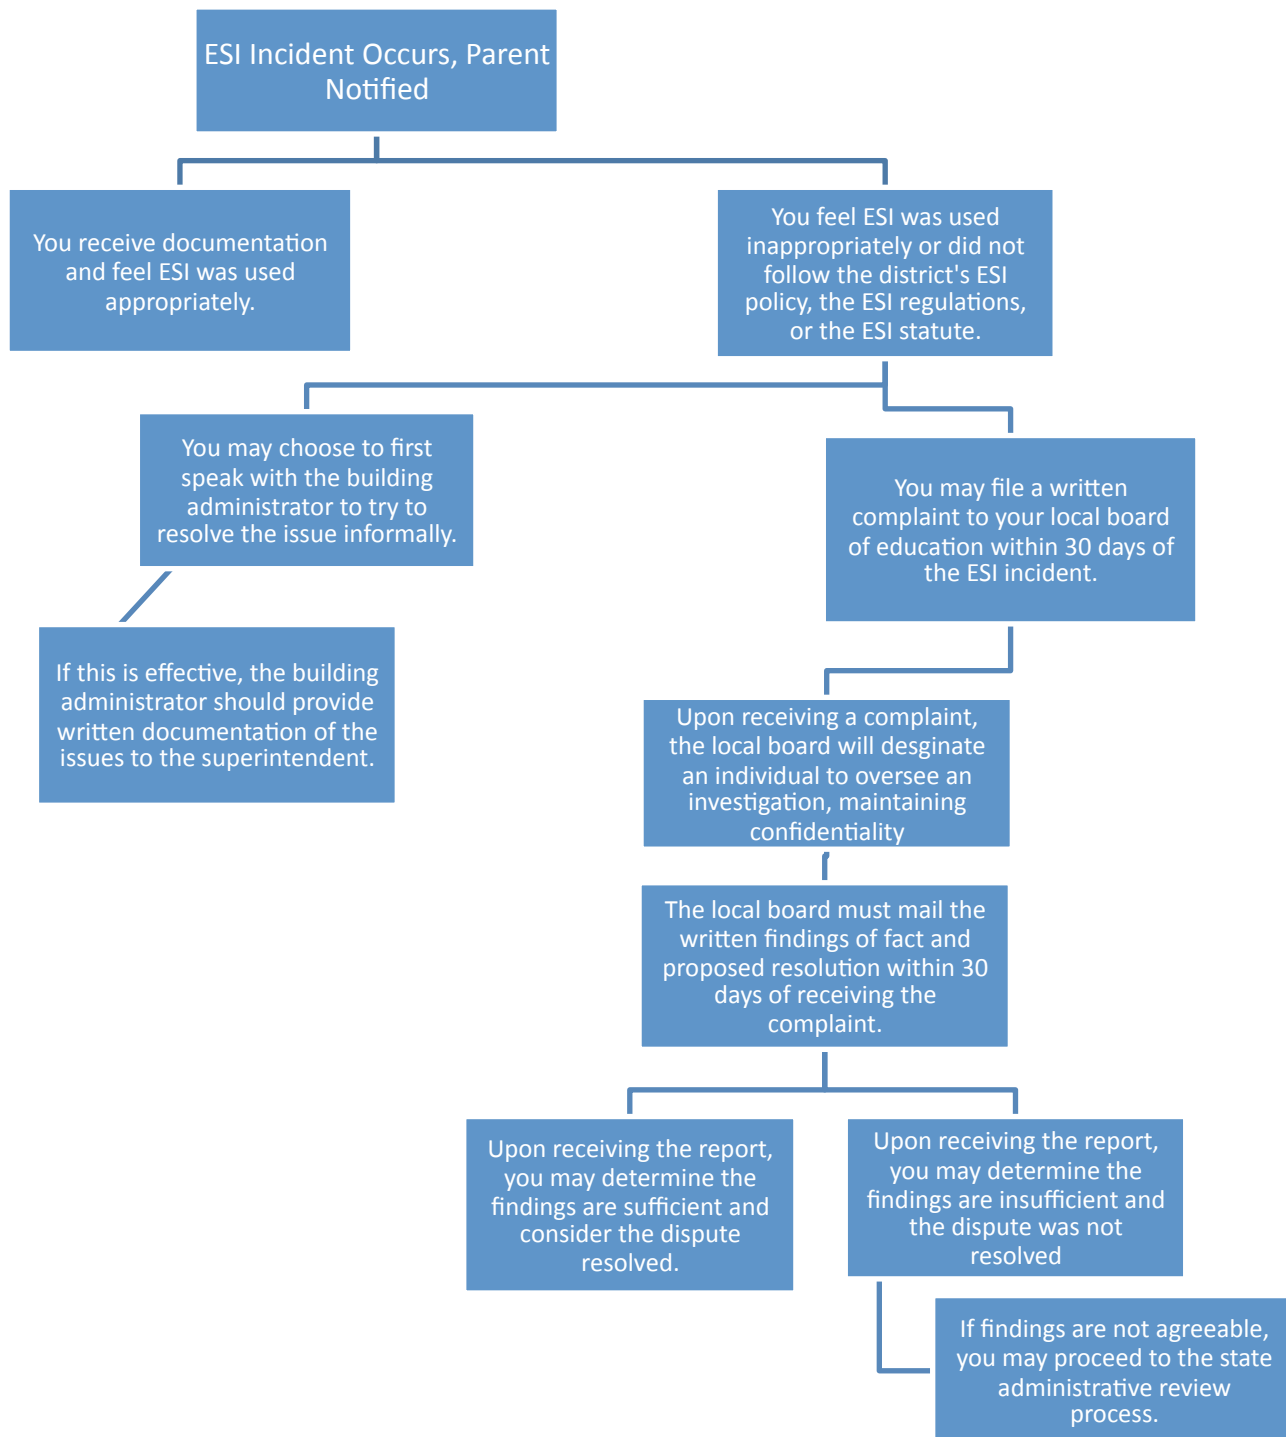 ESI Incident Occurs, Parent
Notified
You receive documentation
and feel ESI was used
appropriately.
You feel ESI was used
inappropriately or did not
follow the district's ESI
policy, the ESI regulations,
or the ESI statute.
You may choose to first
speak with the building
administrator to try to
resolve the issue informally.
You may file a written
complaint to your local board
of education within 30 days of
the ESI incident.
If this is effective, the building
administrator should provide
written documentation of the
issues to the superintendent.
Upon receiving a complaint,
the local board will desginate
an individual to oversee an
investigation, maintaining
confidentiality
The local board must mail the
written findings of fact and
proposed resolution within 30
days of receiving the
complaint.
Upon receiving the report,
you may determine the
findings are sufficient and
consider the dispute
resolved.
Upon receiving the report,
you may determine the
findings are insufficient and
the dispute was not
resolved
If findings are not agreeable,
you may proceed to the state
administrative review
process.